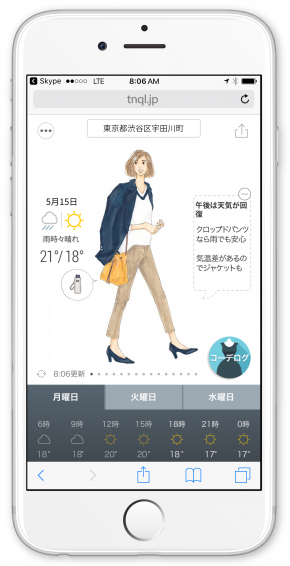 Skype
LTE
8:06 AM
tnql.jp
東京都渋谷区宇田川町
5月15日
雨時々晴れ
21°/18°
午後は天気が回
復
クロップドパンツ
なら雨でも安心
気温差があるの
でジャケットも
コーデログ
8:06更新
月曜日 火曜日 水曜日
6時 9時 12時 15時 18時 21時 0時
18° 18° 20° 20° 18° 17° 17°